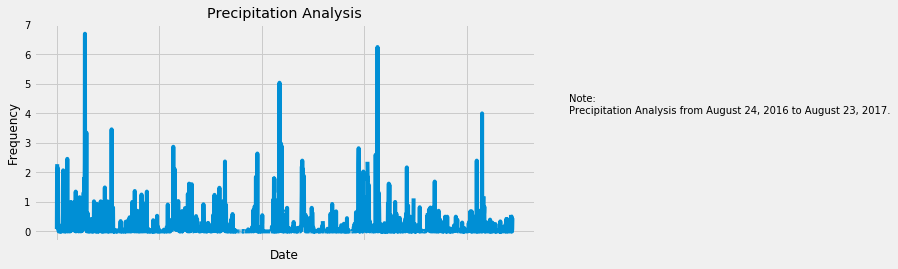 Precipitation Analysis
7
6
5
4
3
2
1
0
Frequency
Date
Note:
Precipitation Analysis from August 24, 2016 to August 23, 2017.